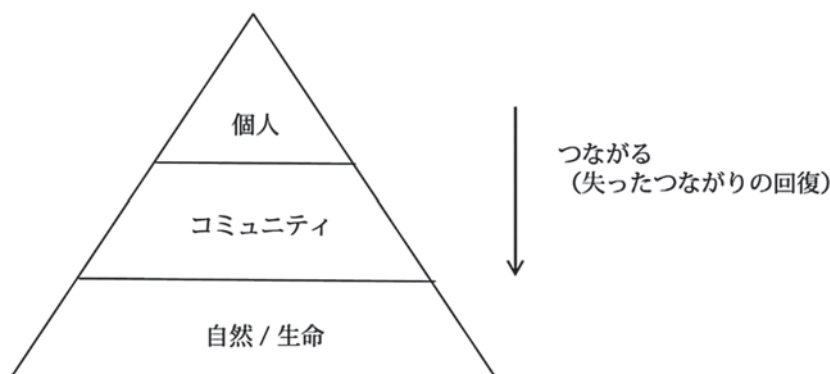 個人
コミュニティ
自然 / 生命
つながる
（失ったつながりの回復）